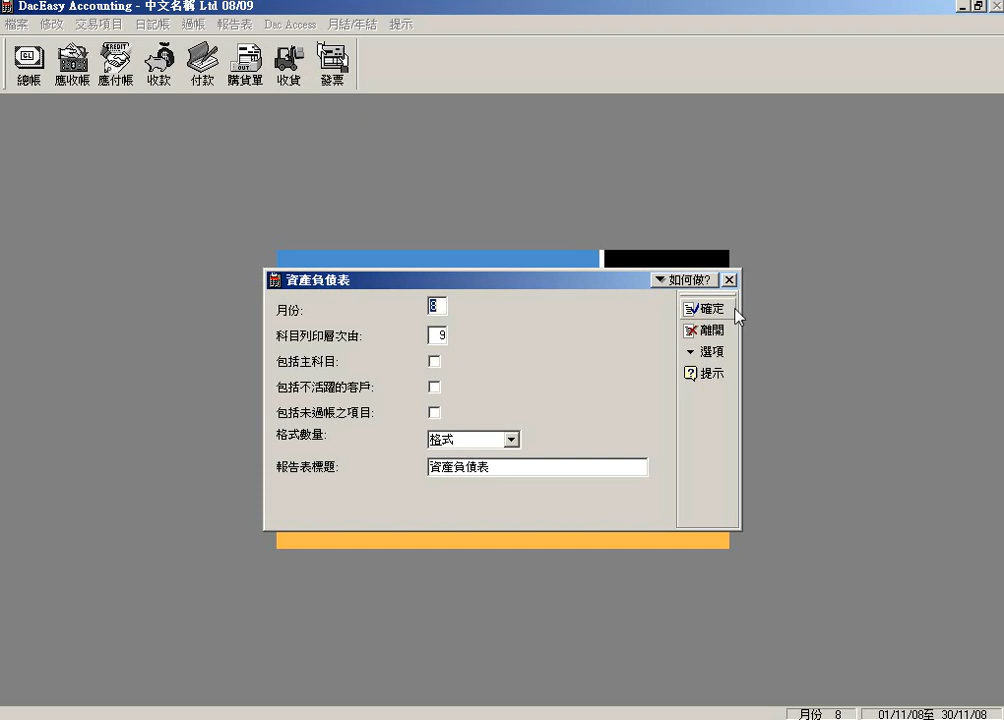 DacEasy Accounting - 中文名稱 Ltd 08/09
檔案 修改 交易項目 日記帳 過帳 報告表 Dac Access 月結/年結 提示
GL CREDIT OUT
總帳 應收帳 應付帳 收款 付款 購貨單 收貨 發票
資產負債表 如何做?
月份: 8
科目列印層次由: 9
包括主科目:
包括不活躍的客戶:
包括未過帳之項目:
格式數量: 格式
報告表標題: 資產負債表
確定
離開
選項
提示
月份 8 01/11/08至 30/11/08